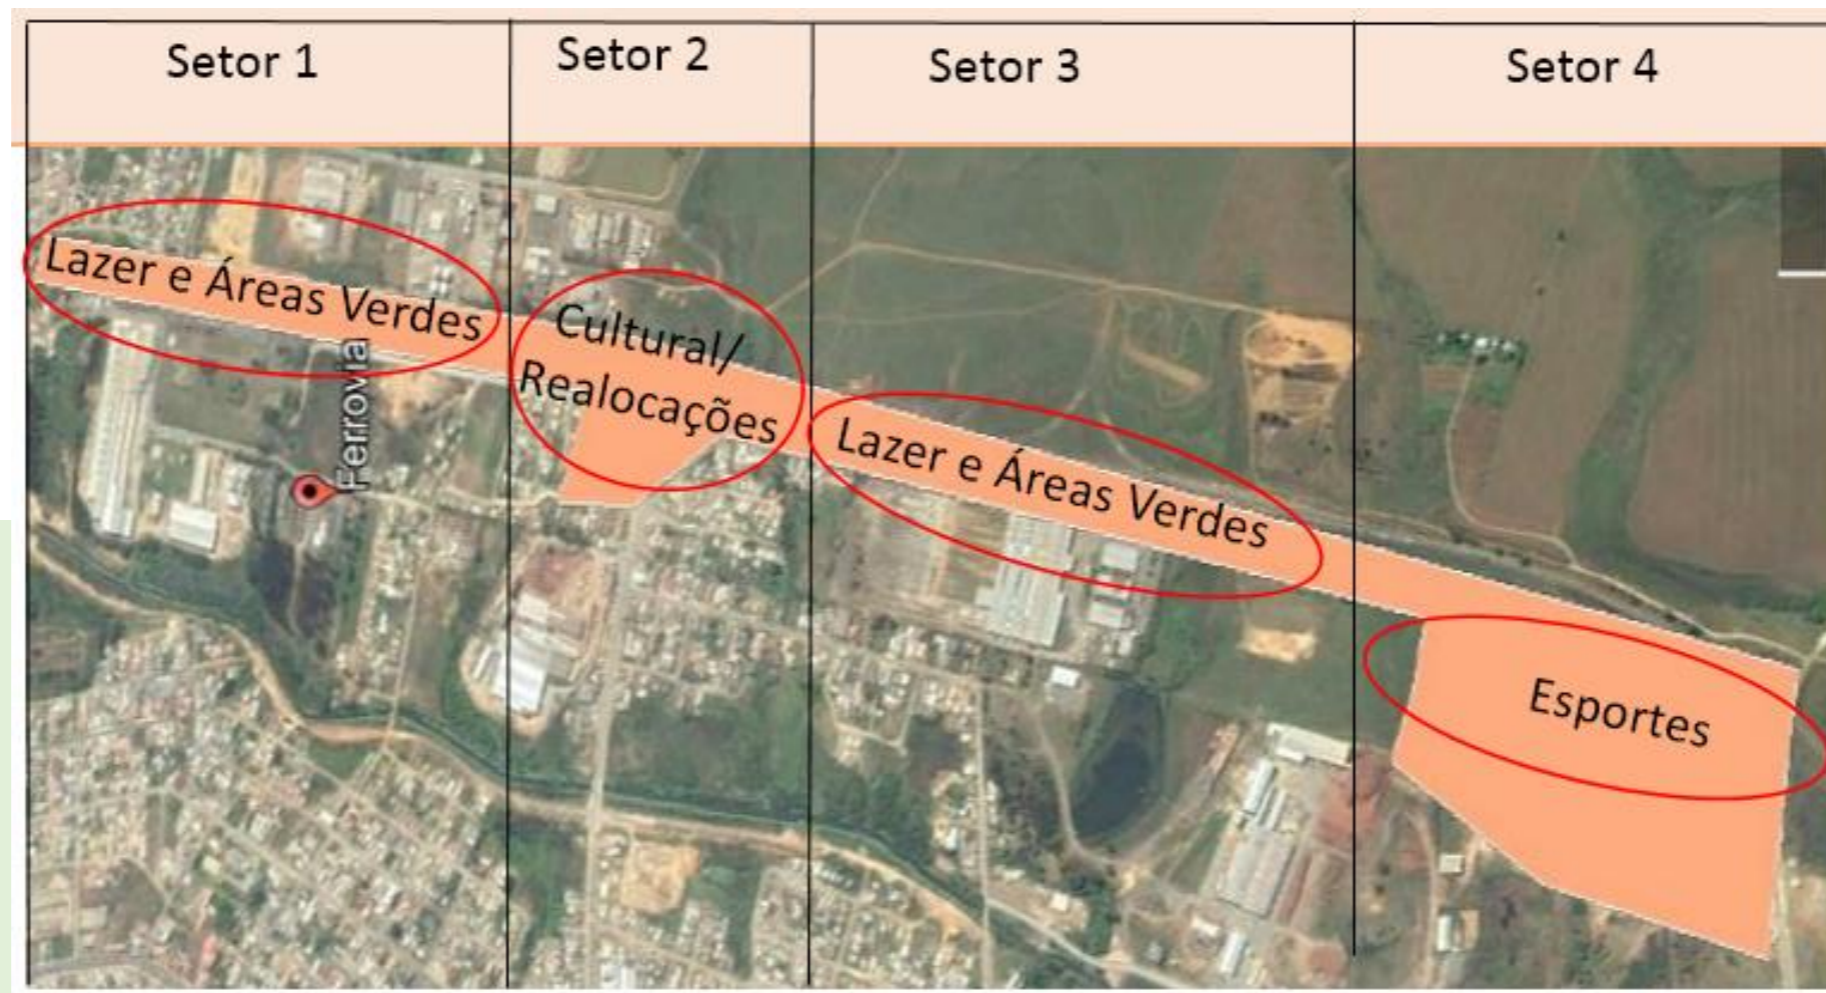 Setor 1
Setor 2
Setor 3
Setor 4
Lazer e Áreas Verdes
Cultural/
Realocações
Lazer e Áreas Verdes
Esportes
Ferrovia